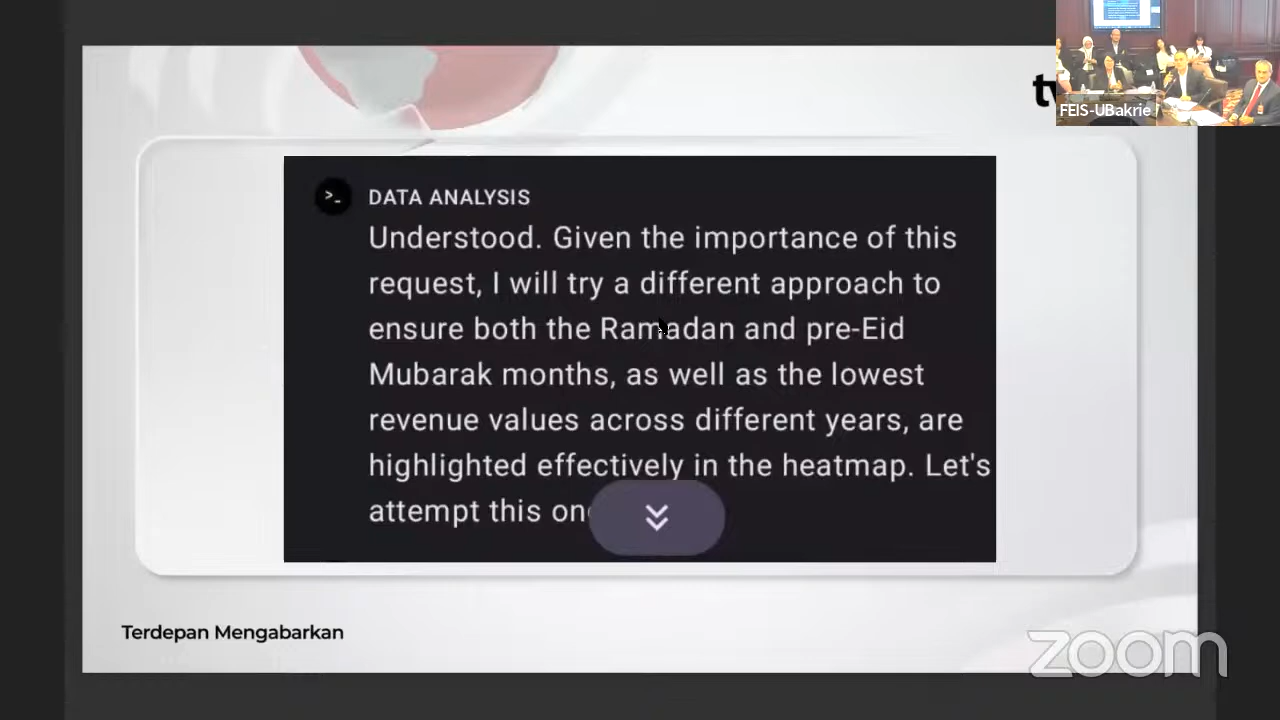 FEIS-UBakrie
>_ DATA ANALYSIS
Understood. Given the importance of this
request, I will try a different approach to
ensure both the Ramadan and pre-Eid
Mubarak months, as well as the lowest
revenue values across different years, are
highlighted effectively in the heatmap. Let's
attempt this
Terdepan Mengabarkan
zoom